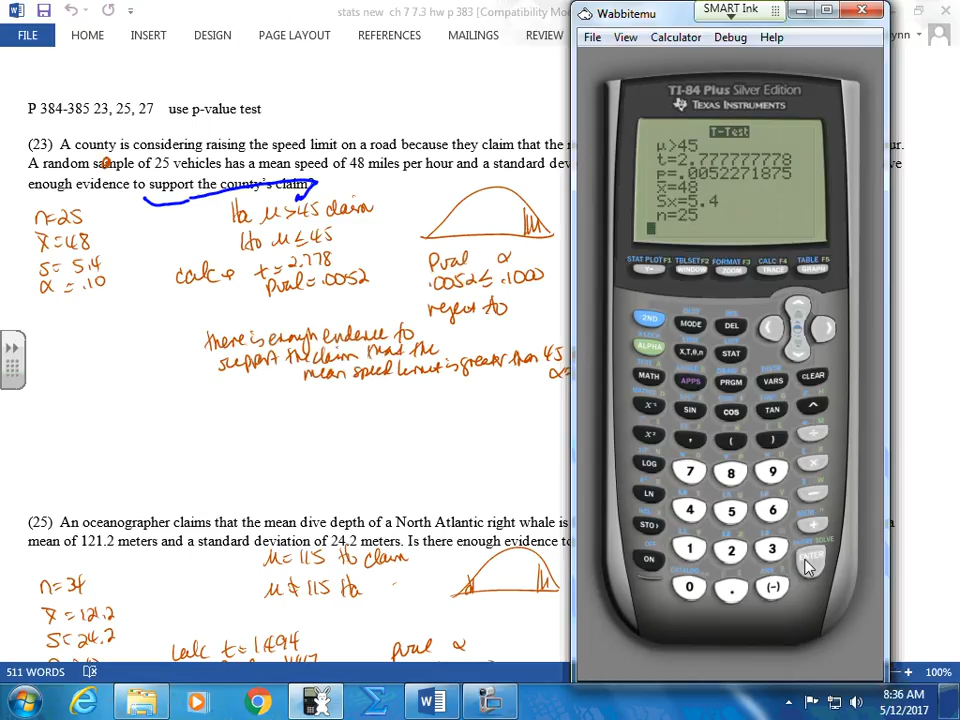 stats new ch 7 7.3 hw p 383 [Compatibility Mod
FILE HOME INSERT DESIGN PAGE LAYOUT REFERENCES MAILINGS REVIEW
Wabbitemu
SMART Ink
File View Calculator Debug Help
P 384-385 23, 25, 27 use p-value test
(23) A county is considering raising the speed limit on a road because they claim that the
A random sample of 25 vehicles has a mean speed of 48 miles per hour and a standard
enough evidence to support the county's claim?
n=25
x̄=48
s= 5.4
α = .10
Ha μ>45 claim
Ho μ≤45
calc t=2.778
pval=.0052
Pval α
.0052≤.1000
reject Ho
there is enough evidence to
support the claim that the
mean speed limit is greater than 45
(25) An oceanographer claims that the mean dive depth of a North Atlantic right whale is
mean of 121.2 meters and a standard deviation of 24.2 meters. Is there enough evidence to
n=34
x̄=121.2
s=24.2
μ=115 Ho claim
μ≠115 Ha
calc t=1.494
pval α
TI-84 Plus Silver Edition
TEXAS INSTRUMENTS
T-Test
μ>45
t=2.777777778
p=.0052271875
x̄=48
Sx=5.4
n=25
STAT PLOT F1 TBLSET F2 FORMAT F3 CALC F4 TABLE F5
Y= WINDOW ZOOM TRACE GRAPH
2ND MODE DEL
ALPHA X,T,θ,n STAT
MATH APPS PRGM VARS CLEAR
SIN COS TAN ^
x² , ( )
LOG 7 8 9 ×
LN 4 5 6 −
STO› 1 2 3 +
ON 0 . (-) ENTER
511 WORDS
100%
8:36 AM
5/12/2017